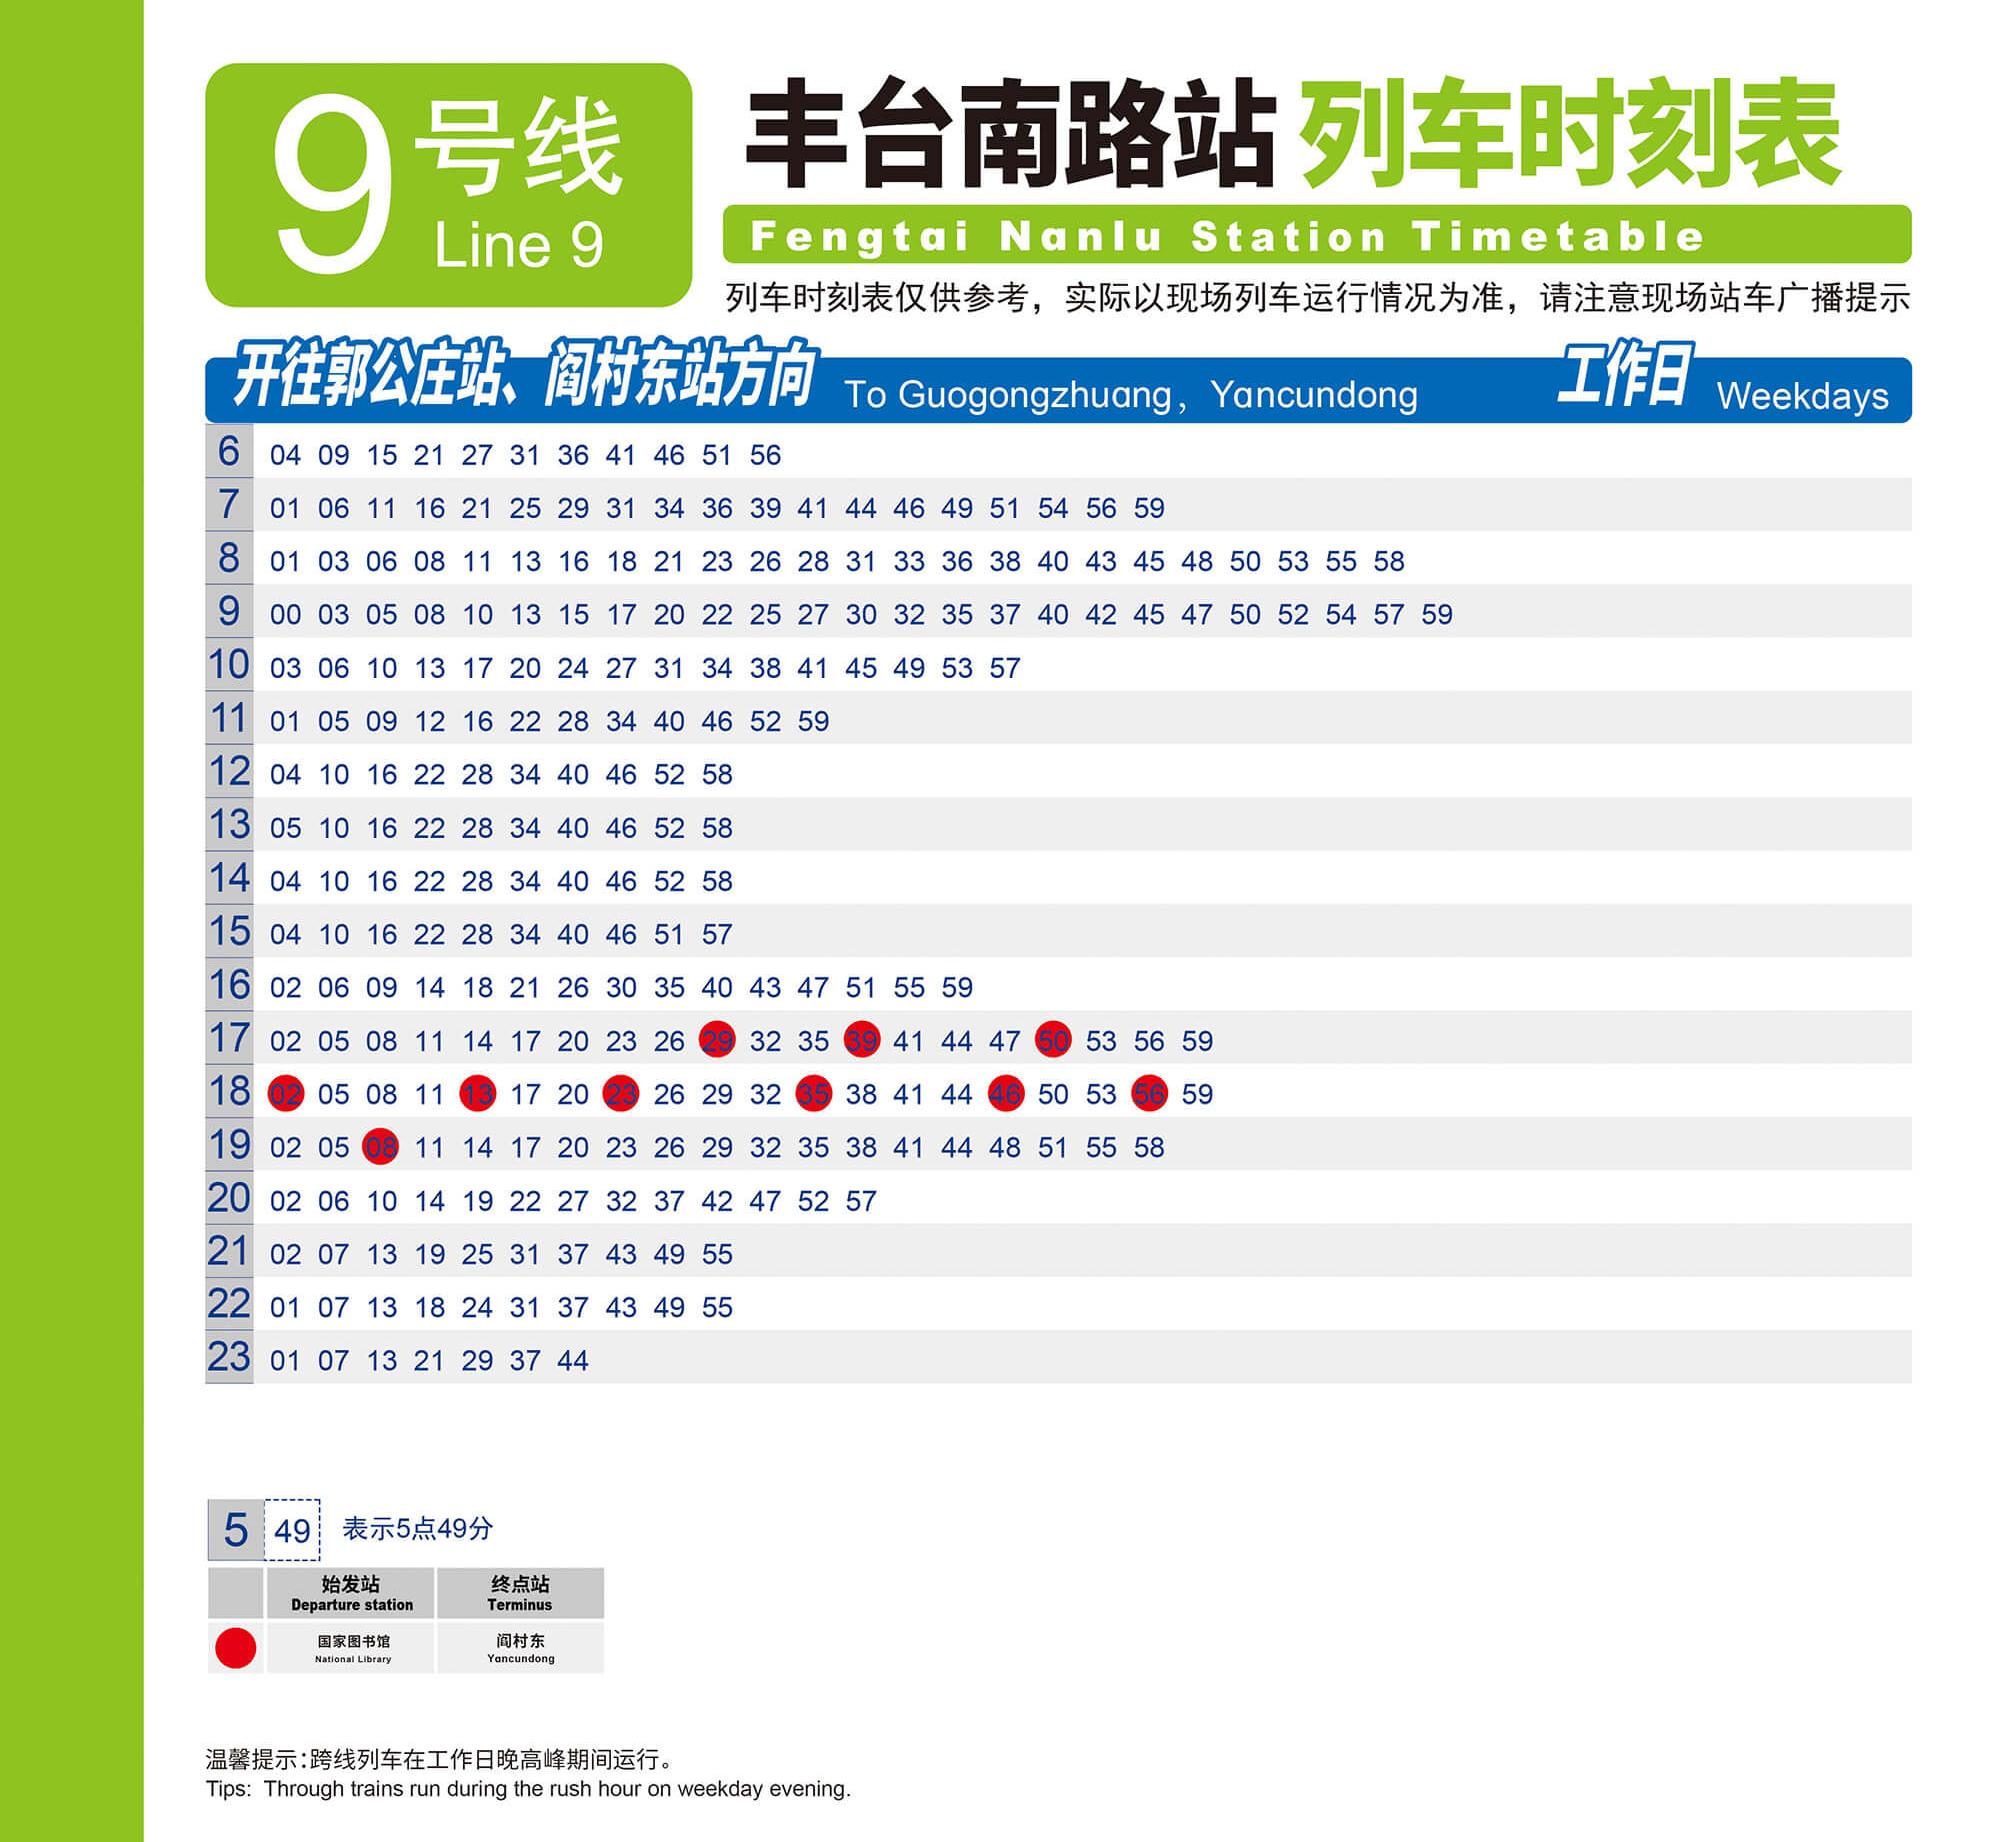 9号线
Line 9
丰台南路站 列车时刻表
Fengtai Nanlu Station Timetable
列车时刻表仅供参考，实际以现场列车运行情况为准，请注意现场站车广播提示
开往郭公庄站、阎村东站方向 To Guogongzhuang，Yancundong 工作日 Weekdays
6 04 09 15 21 27 31 36 41 46 51 56
7 01 06 11 16 21 25 29 31 34 36 39 41 44 46 49 51 54 56 59
8 01 03 06 08 11 13 16 18 21 23 26 28 31 33 36 38 40 43 45 48 50 53 55 58
9 00 03 05 08 10 13 15 17 20 22 25 27 30 32 35 37 40 42 45 47 50 52 54 57 59
10 03 06 10 13 17 20 24 27 31 34 38 41 45 49 53 57
11 01 05 09 12 16 22 28 34 40 46 52 59
12 04 10 16 22 28 34 40 46 52 58
13 05 10 16 22 28 34 40 46 52 58
14 04 10 16 22 28 34 40 46 52 58
15 04 10 16 22 28 34 40 46 51 57
16 02 06 09 14 18 21 26 30 35 40 43 47 51 55 59
17 02 05 08 11 14 17 20 23 26 29 32 35 39 41 44 47 50 53 56 59
18 02 05 08 11 13 17 20 23 26 29 32 35 38 41 44 46 50 53 56 59
19 02 05 08 11 14 17 20 23 26 29 32 35 38 41 44 48 51 55 58
20 02 06 10 14 19 22 27 32 37 42 47 52 57
21 02 07 13 19 25 31 37 43 49 55
22 01 07 13 18 24 31 37 43 49 55
23 01 07 13 21 29 37 44
5 49 表示5点49分
始发站 终点站
Departure station Terminus
国家图书馆 阎村东
National Library Yancundong
温馨提示：跨线列车在工作日晚高峰期间运行。
Tips: Through trains run during the rush hour on weekday evening.